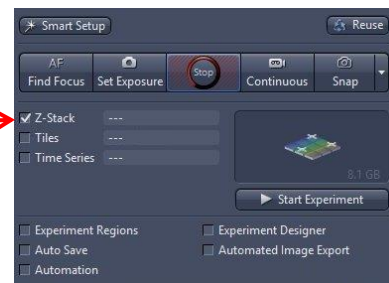 Smart Setup Reuse
AF
Find Focus Set Exposure Stop Continuous Snap
Z-Stack ---
Tiles ---
Time Series ---
8.1 GB
Start Experiment
Experiment Regions Experiment Designer
Auto Save Automated Image Export
Automation